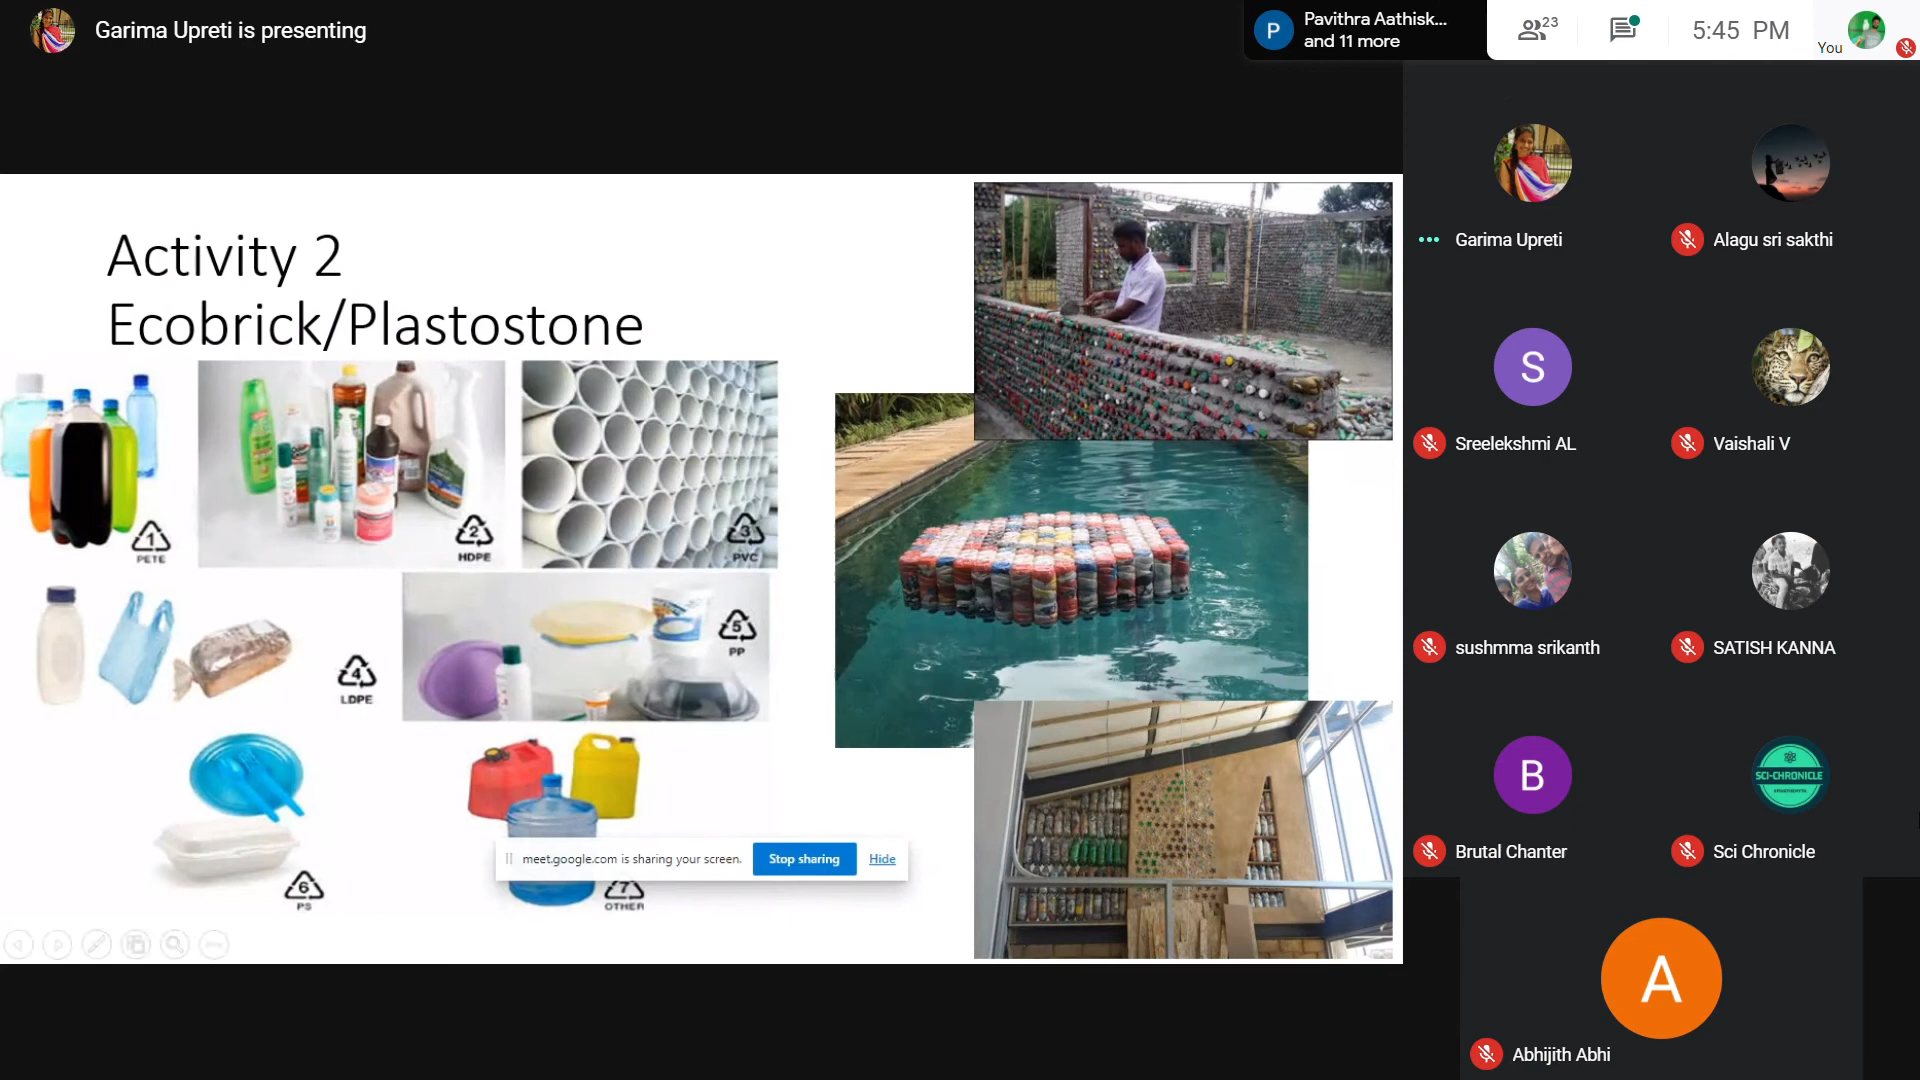 Garima Upreti is presenting
Pavithra Aathisk...
and 11 more
P
23
5:45 PM
You
Activity 2
Ecobrick/Plastostone
1
PETE
2
HDPE
3
PVC
4
LDPE
5
PP
6
PS
7
OTHER
meet.google.com is sharing your screen.
Stop sharing
Hide
Garima Upreti
Alagu sri sakthi
S
Sreelekshmi AL
Vaishali V
sushmma srikanth
SATISH KANNA
B
Brutal Chanter
SCI-CHRONICLE
Sci Chronicle
A
Abhijith Abhi